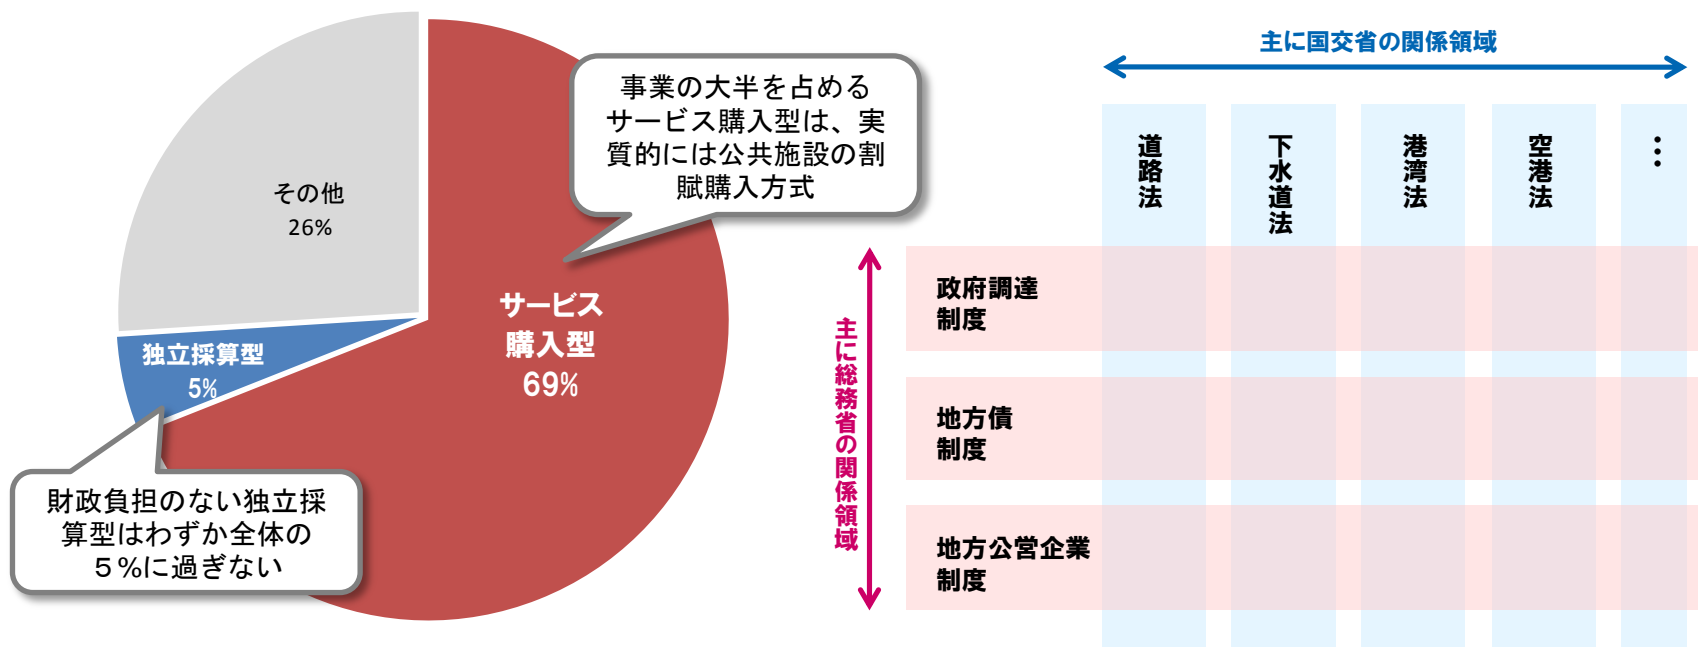 その他
26%
事業の大半を占める
サービス購入型は、実
質的には公共施設の割
賦購入方式
サービス
購入型
69%
独立採算型
5%
財政負担のない独立採
算型はわずか全体の
５%に過ぎない
主に国交省の関係領域
道路法
下水道法
港湾法
空港法
…
主に総務省の関係領域
政府調達
制度
地方債
制度
地方公営企業
制度